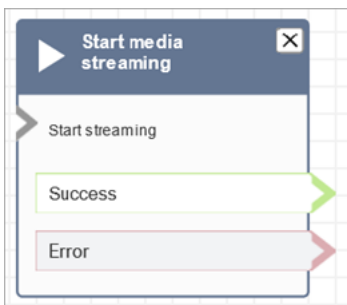 Start media
streaming
Start streaming
Success
Error